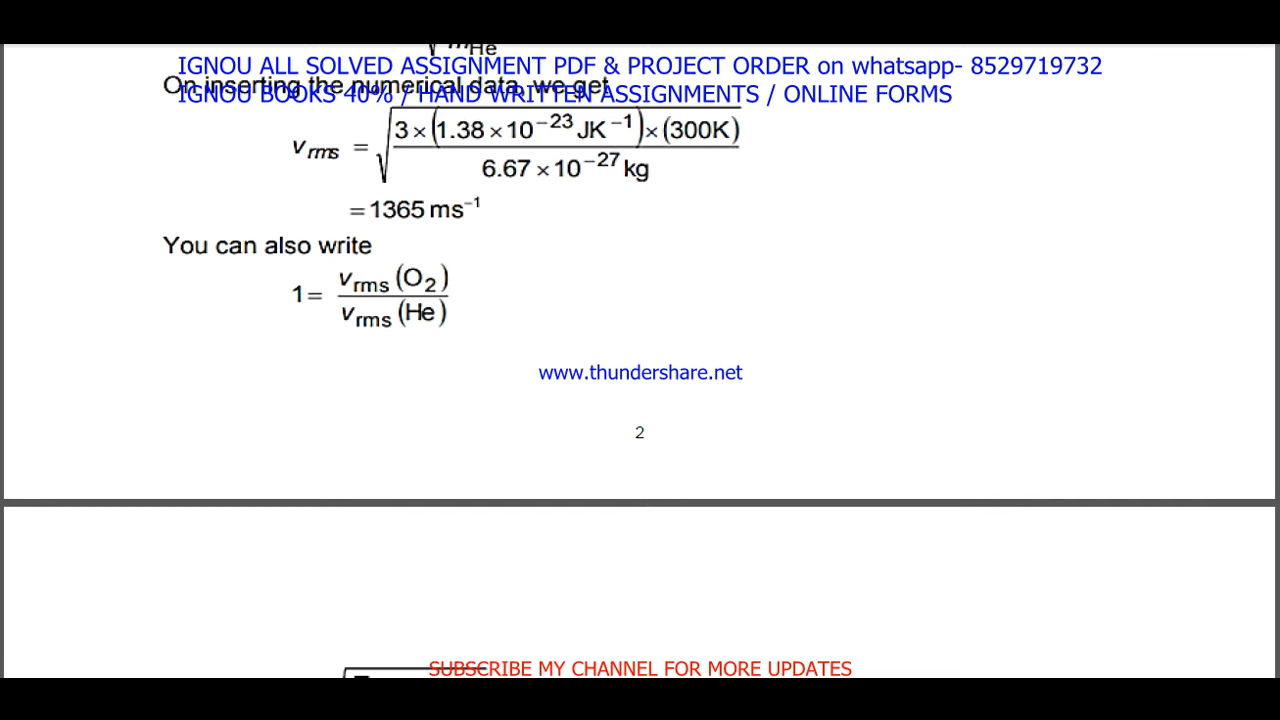 m_He
IGNOU ALL SOLVED ASSIGNMENT PDF & PROJECT ORDER on whatsapp- 8529719732
On inserting the numerical data, we get
IGNOU BOOKS 40% / HAND WRITTEN ASSIGNMENTS / ONLINE FORMS
v_rms = √(3 × (1.38 × 10⁻²³ JK⁻¹) × (300K) / 6.67 × 10⁻²⁷ kg)
= 1365 ms⁻¹
You can also write
1 = v_rms (O₂) / v_rms (He)
www.thundershare.net
2
SUBSCRIBE MY CHANNEL FOR MORE UPDATES